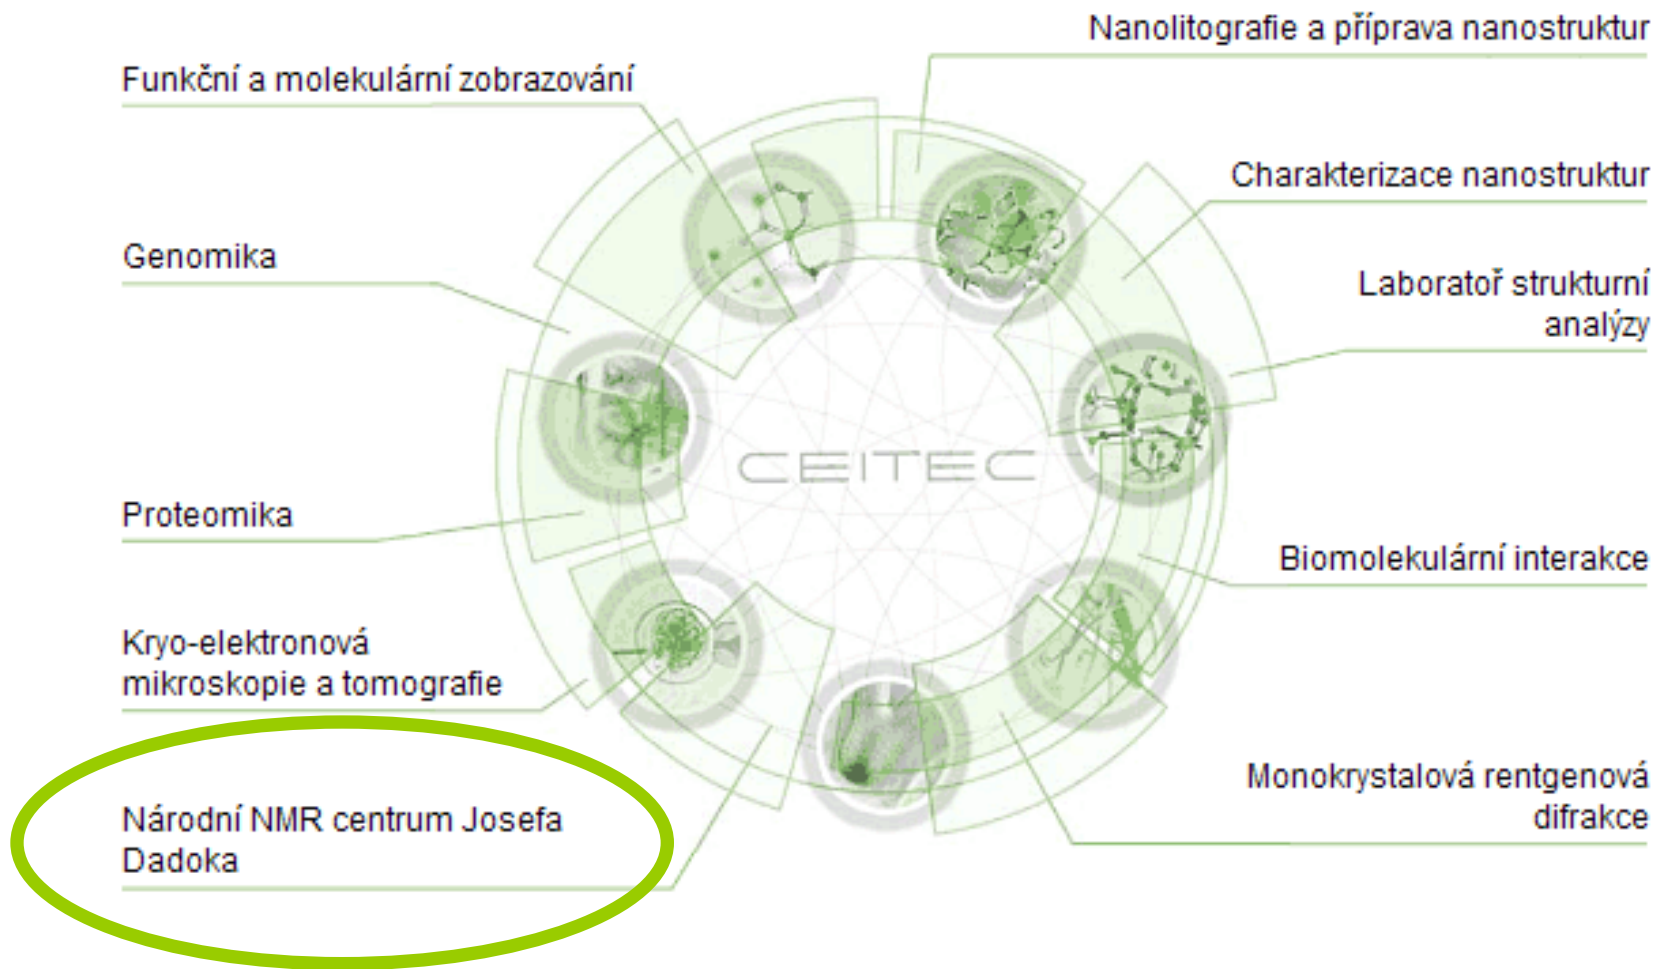 Nanolitografie a příprava nanostruktur
Funkční a molekulární zobrazování
Charakterizace nanostruktur
Genomika
Laboratoř strukturní
analýzy
CEITEC
Proteomika
Biomolekulární interakce
Kryo-elektronová
mikroskopie a tomografie
Monokrystalová rentgenová
difrakce
Národní NMR centrum Josefa
Dadoka